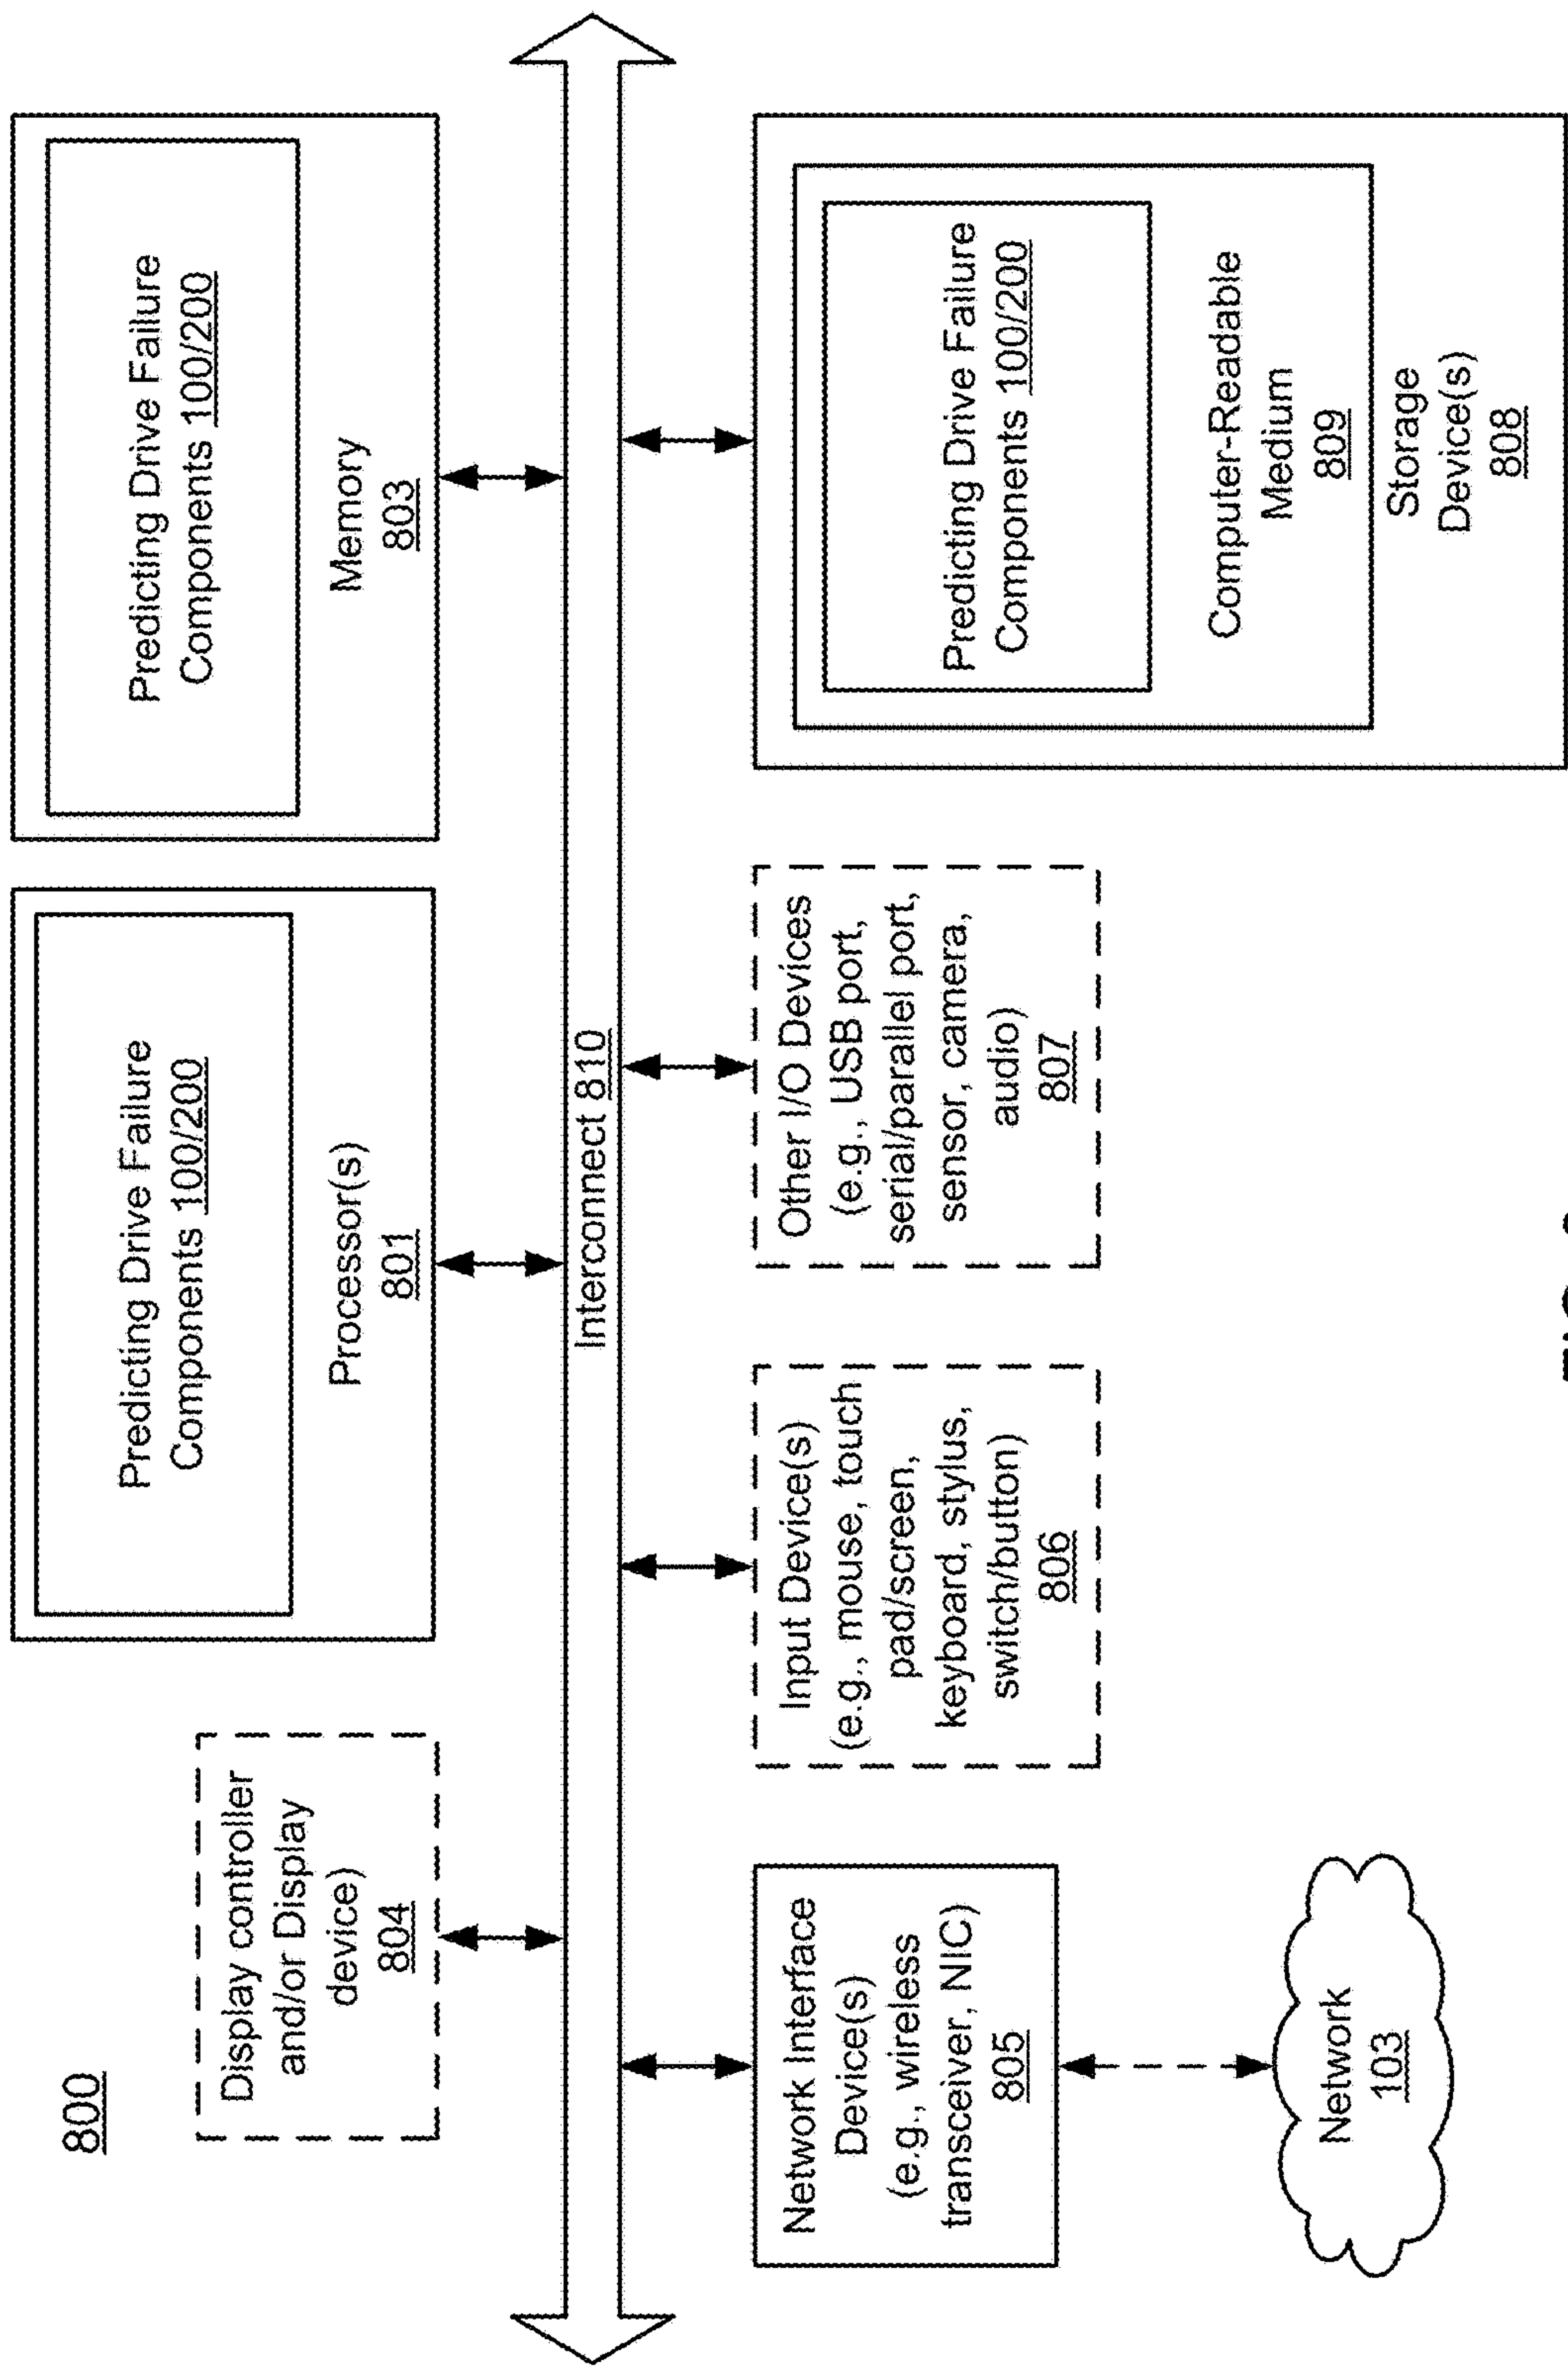 800
Display controller
and/or Display
device)
804
Predicting Drive Failure
Components 100/200
Processor(s)
801
Predicting Drive Failure
Components 100/200
Memory
803
Interconnect 810
Network Interface
Device(s)
(e.g., wireless
transceiver, NIC)
805
Input Device(s)
(e.g., mouse, touch
pad/screen,
keyboard, stylus,
switch/button)
806
Other I/O Devices
(e.g., USB port,
serial/parallel port,
sensor, camera,
audio)
807
Predicting Drive Failure
Components 100/200
Computer-Readable
Medium
809
Storage
Device(s)
808
Network
103